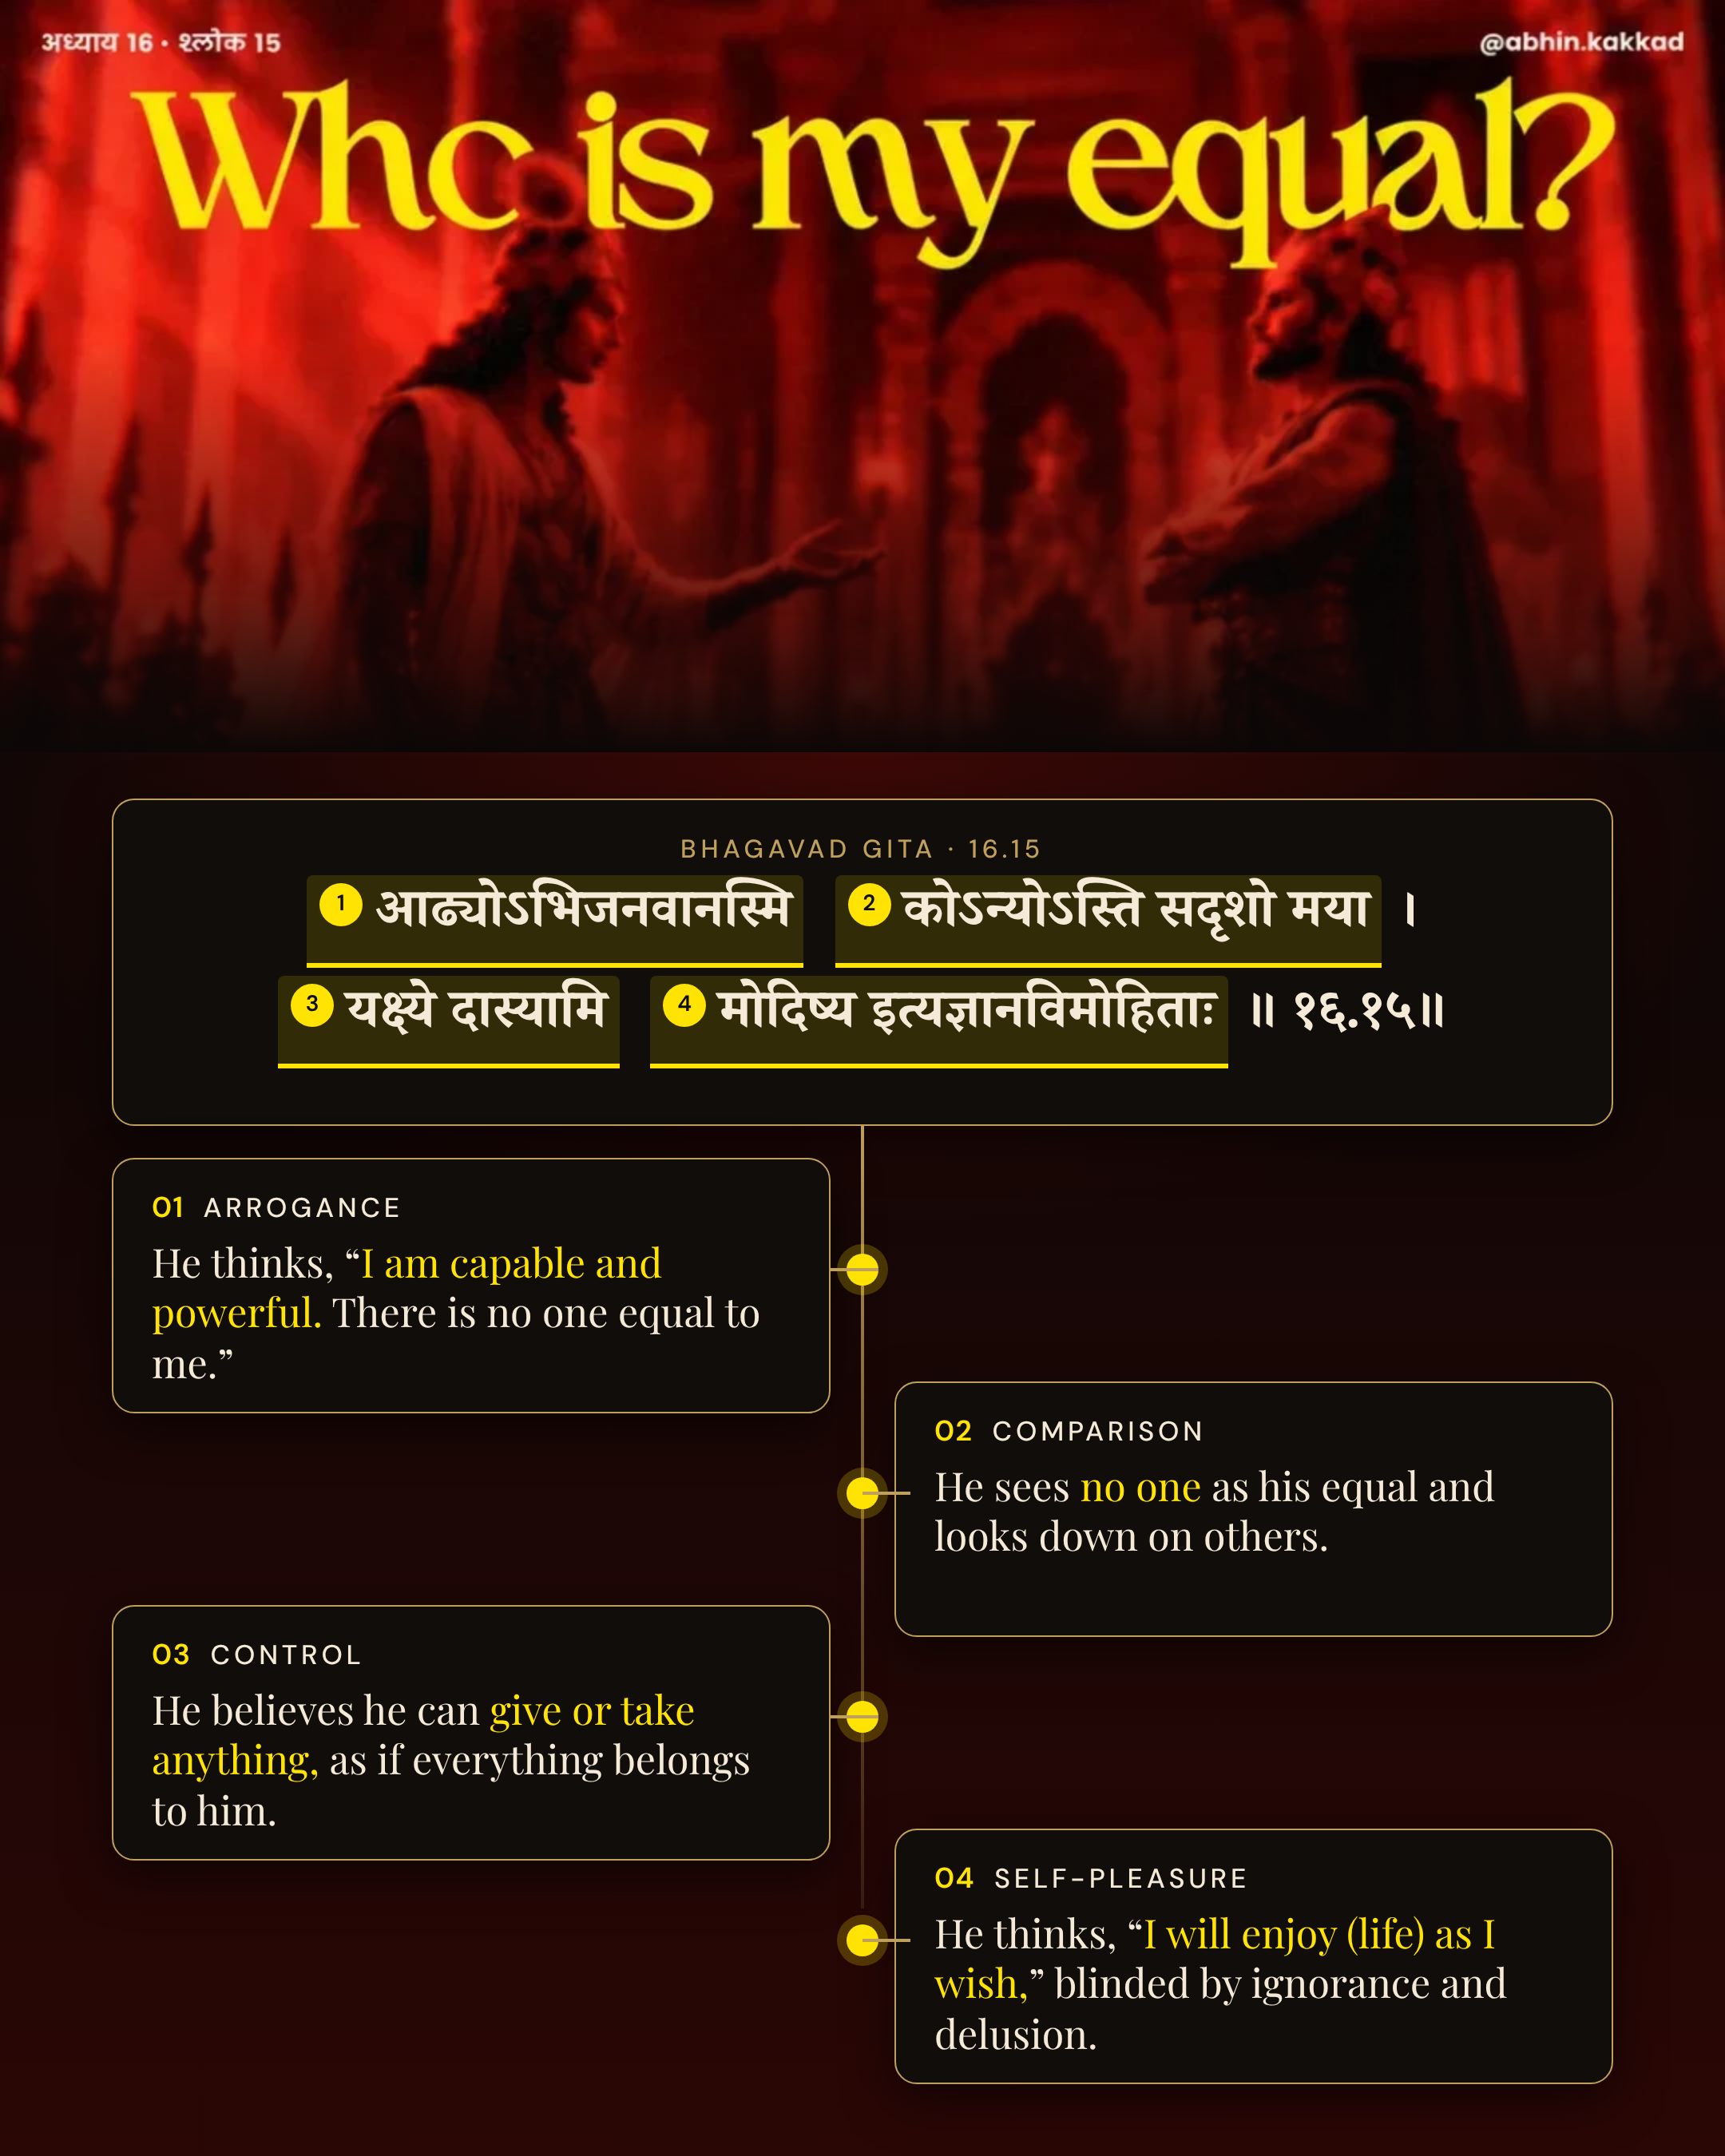 अध्याय 16 • श्लोक 15
@abhin.kakkad
Who is my equal?
BHAGAVAD GITA · 16.15
1 आढ्योऽभिजनवानस्मि 2 कोऽन्योऽस्ति सदृशो मया ।
3 यक्ष्ये दास्यामि 4 मोदिष्य इत्यज्ञानविमोहिताः ॥ १६.१५॥
01 ARROGANCE
He thinks, “I am capable and
powerful. There is no one equal to
me.”
02 COMPARISON
He sees no one as his equal and
looks down on others.
03 CONTROL
He believes he can give or take
anything, as if everything belongs
to him.
04 SELF-PLEASURE
He thinks, “I will enjoy (life) as I
wish,” blinded by ignorance and
delusion.